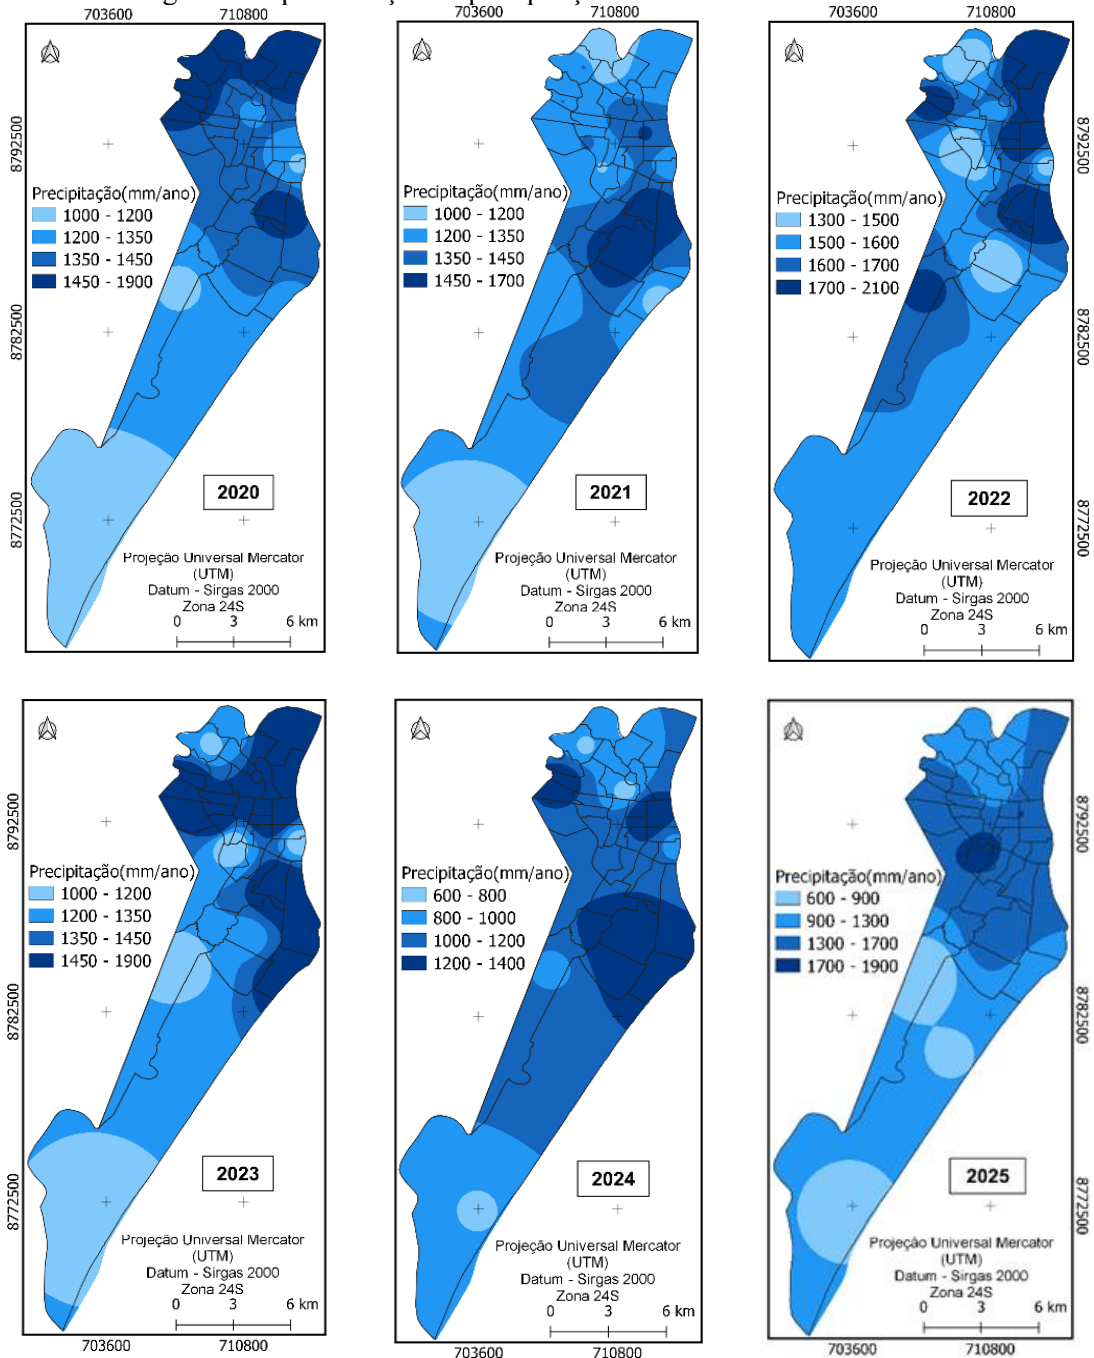 703600 710800
703600 710800
703600 710800
8792500
8782500
8772500
Precipitação(mm/ano)
1000 - 1200
1200 - 1350
1350 - 1450
1450 - 1900
2020
Projeção Universal Mercator
(UTM)
Datum - Sirgas 2000
Zona 24S
0 3 6 km
Precipitação(mm/ano)
1000 - 1200
1200 - 1350
1350 - 1450
1450 - 1700
2021
Projeção Universal Mercator
(UTM)
Datum - Sirgas 2000
Zona 24S
0 3 6 km
Precipitação(mm/ano)
1300 - 1500
1500 - 1600
1600 - 1700
1700 - 2100
2022
Projeção Universal Mercator
(UTM)
Datum - Sirgas 2000
Zona 24S
0 3 6 km
8792500
8782500
8772500
8792500
8782500
8772500
Precipitação(mm/ano)
1000 - 1200
1200 - 1350
1350 - 1450
1450 - 1900
2023
Projeção Universal Mercator
(UTM)
Datum - Sirgas 2000
Zona 24S
0 3 6 km
Precipitação(mm/ano)
600 - 800
800 - 1000
1000 - 1200
1200 - 1400
2024
Projeção Universal Mercator
(UTM)
Datum - Sirgas 2000
Zona 24S
0 3 6 km
Precipitação(mm/ano)
600 - 900
900 - 1300
1300 - 1700
1700 - 1900
2025
Projeção Universal Mercator
(UTM)
Datum - Sirgas 2000
Zona 24S
0 3 6 km
8792500
8782500
8772500
703600 710800
703600 710800
703600 710800